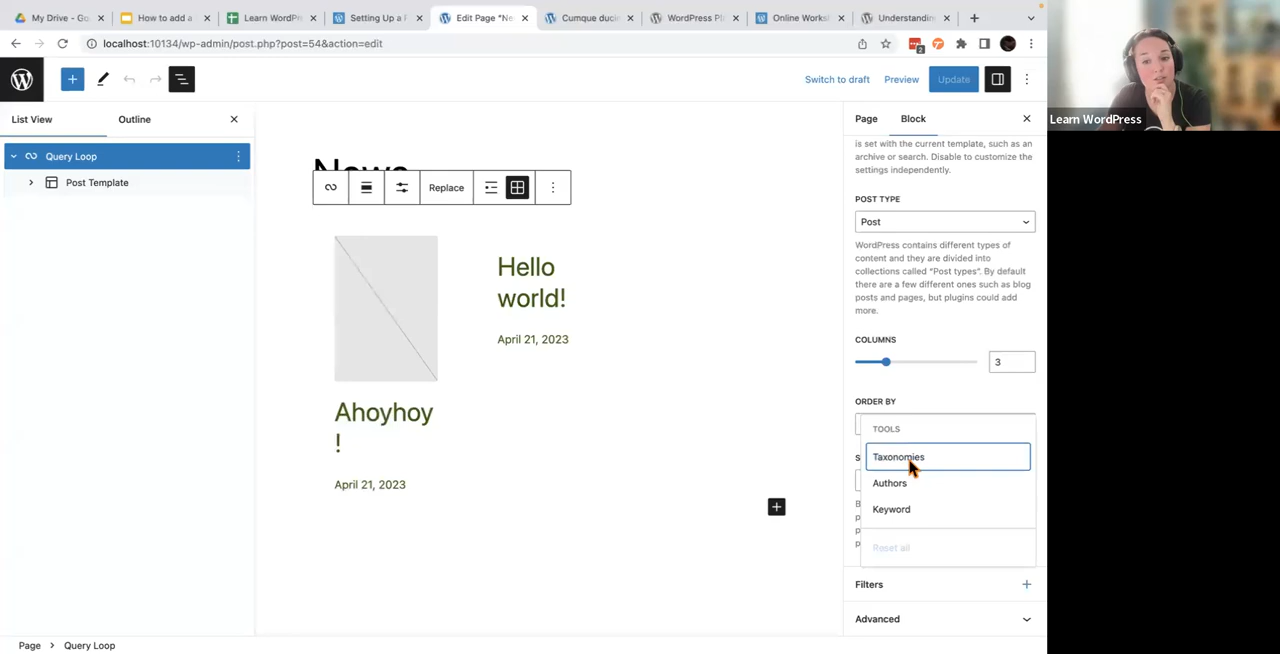 My Drive - Go
How to add a
Learn WordPr
Setting Up a F
Edit Page "Ne
Cumque duci
WordPress Pl
Online Works
Understandin
localhost:10134/wp-admin/post.php?post=54&action=edit
2
Switch to draft
Preview
Update
List View
Outline
Query Loop
Post Template
News
Replace
Hello
world!
April 21, 2023
Ahoyhoy
!
April 21, 2023
Page
Block
is set with the current template, such as an
archive or search. Disable to customize the
settings independently.
POST TYPE
Post
WordPress contains different types of
content and they are divided into
collections called "Post types". By default
there are a few different ones such as blog
posts and pages, but plugins could add
more.
COLUMNS
3
ORDER BY
TOOLS
Taxonomies
Authors
Keyword
Reset all
Filters
Advanced
Page
Query Loop
Learn WordPress